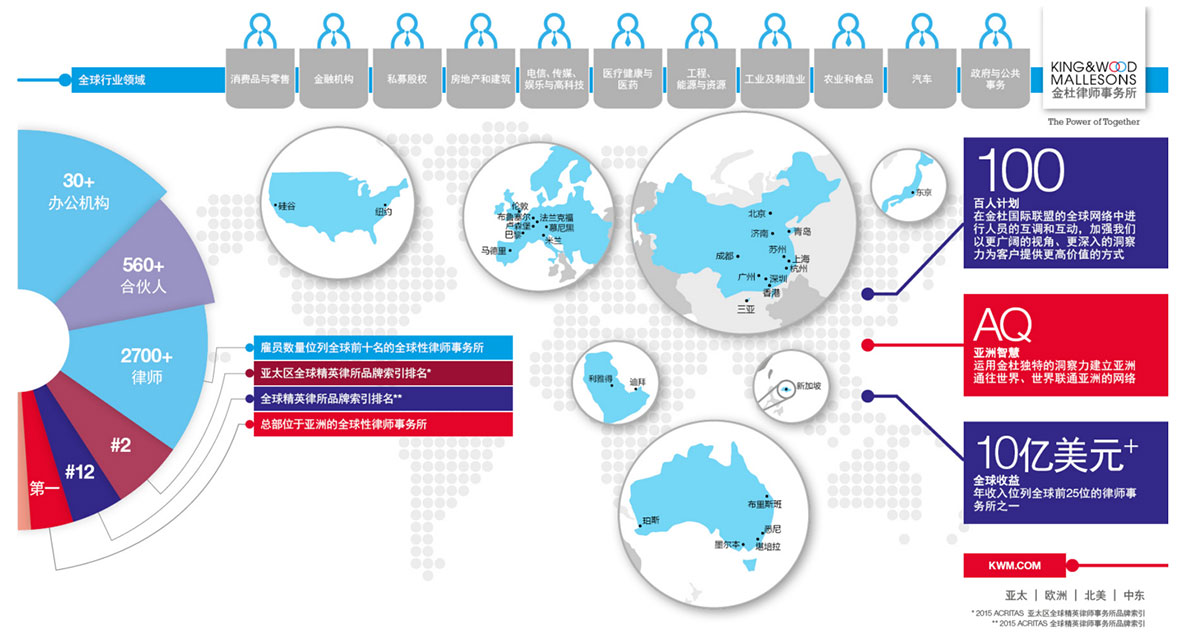 全球行业领域
消费品与零售
金融机构
私募股权
房地产和建筑
电信、传媒、
娱乐与高科技
医疗健康与
医药
工程、
能源与资源
工业及制造业
农业和食品
汽车
政府与公共
事务
KING&WOOD
MALLESONS
金杜律师事务所
The Power of Together
30+
办公机构
560+
合伙人
2700+
律师
#2
#12
第一
雇员数量位列全球前十名的全球性律师事务所
亚太区全球精英律所品牌索引排名*
全球精英律所品牌索引排名**
总部位于亚洲的全球性律师事务所
硅谷
纽约
伦敦
布鲁塞尔
法兰克福
卢森堡
慕尼黑
巴黎
米兰
马德里
北京
济南
青岛
成都
苏州
上海
杭州
广州
深圳
香港
三亚
东京
利雅得
迪拜
新加坡
布里斯班
珀斯
悉尼
墨尔本
堪培拉
100
百人计划
在金杜国际联盟的全球网络中进
行人员的互调和互动，加强我们
以更广阔的视角、更深入的洞察
力为客户提供更高价值的方式
AQ
亚洲智慧
运用金杜独特的洞察力建立亚洲
通往世界、世界联通亚洲的网络
10亿美元+
全球收益
年收入位列全球前25位的律师事
务所之一
KWM.COM
亚太 | 欧洲 | 北美 | 中东
* 2015 ACRITAS 亚太区全球精英律师事务所品牌索引
** 2015 ACRITAS 全球精英律师事务所品牌索引